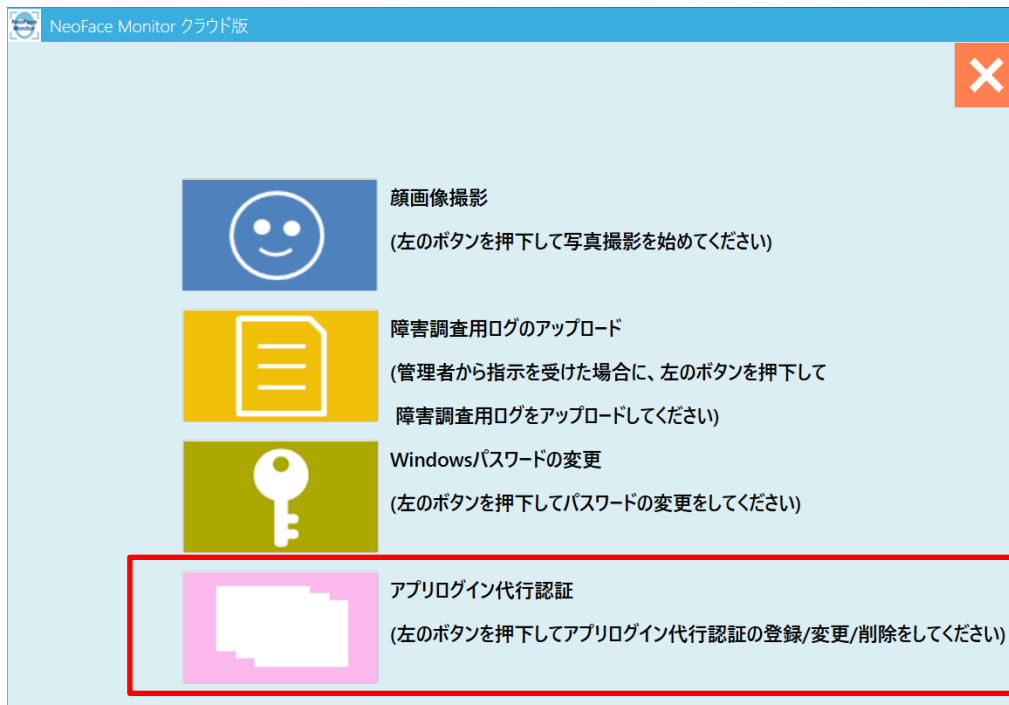 NeoFace Monitor
NeoFace Monitor クラウド版
顔画像撮影
(左のボタンを押下して写真撮影を始めてください)
障害調査用ログのアップロード
(管理者から指示を受けた場合に、左のボタンを押下して
障害調査用ログをアップロードしてください)
Windowsパスワードの変更
(左のボタンを押下してパスワードの変更をしてください)
アプリログイン代行認証
(左のボタンを押下してアプリログイン代行認証の登録/変更/削除をしてください)